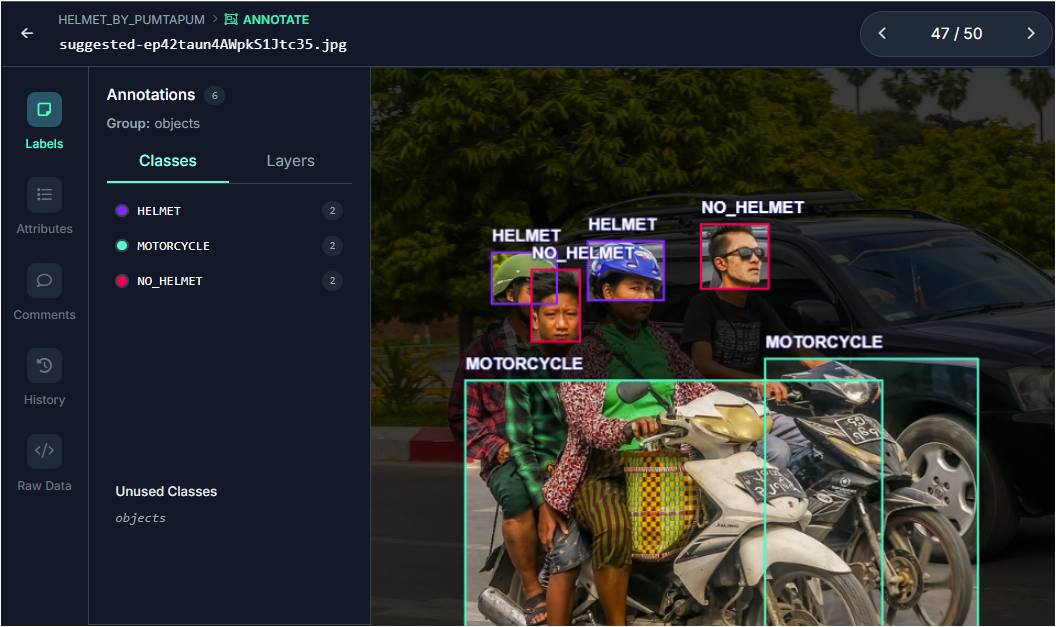 HELMET_BY_PUMTAPUM > ANNOTATE
suggested-ep42taun4AWpkS1Jtc35.jpg
47 / 50
Labels
Attributes
Comments
History
</>
Raw Data
Annotations 6
Group: objects
Classes Layers
HELMET 2
MOTORCYCLE 2
NO_HELMET 2
Unused Classes
objects
NO_HELMET
HELMET
HELMET
NO_HELMET
MOTORCYCLE
MOTORCYCLE